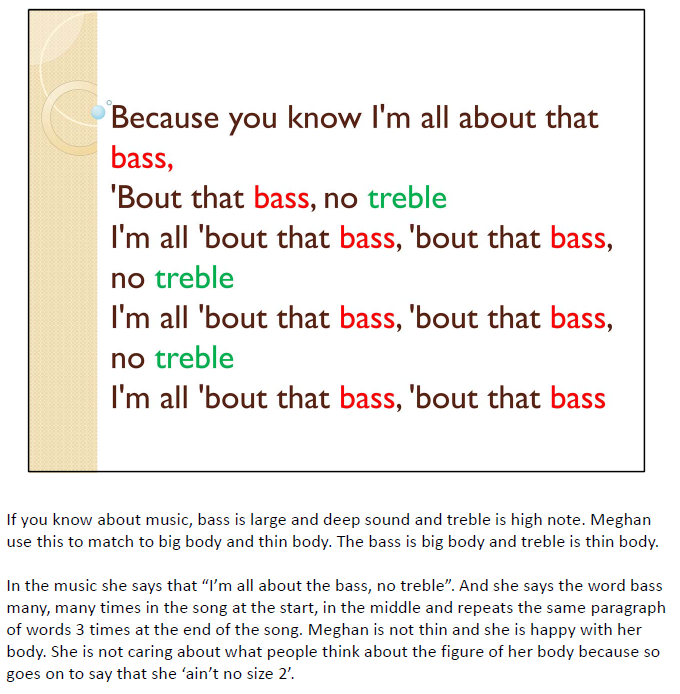 Because you know I'm all about that
bass,
'Bout that bass, no treble
I'm all 'bout that bass, 'bout that bass,
no treble
I'm all 'bout that bass, 'bout that bass,
no treble
I'm all 'bout that bass, 'bout that bass
If you know about music, bass is large and deep sound and treble is high note. Meghan
use this to match to big body and thin body. The bass is big body and treble is thin body.
In the music she says that “I’m all about the bass, no treble”. And she says the word bass
many, many times in the song at the start, in the middle and repeats the same paragraph
of words 3 times at the end of the song. Meghan is not thin and she is happy with her
body. She is not caring about what people think about the figure of her body because so
goes on to say that she ‘ain’t no size 2’.